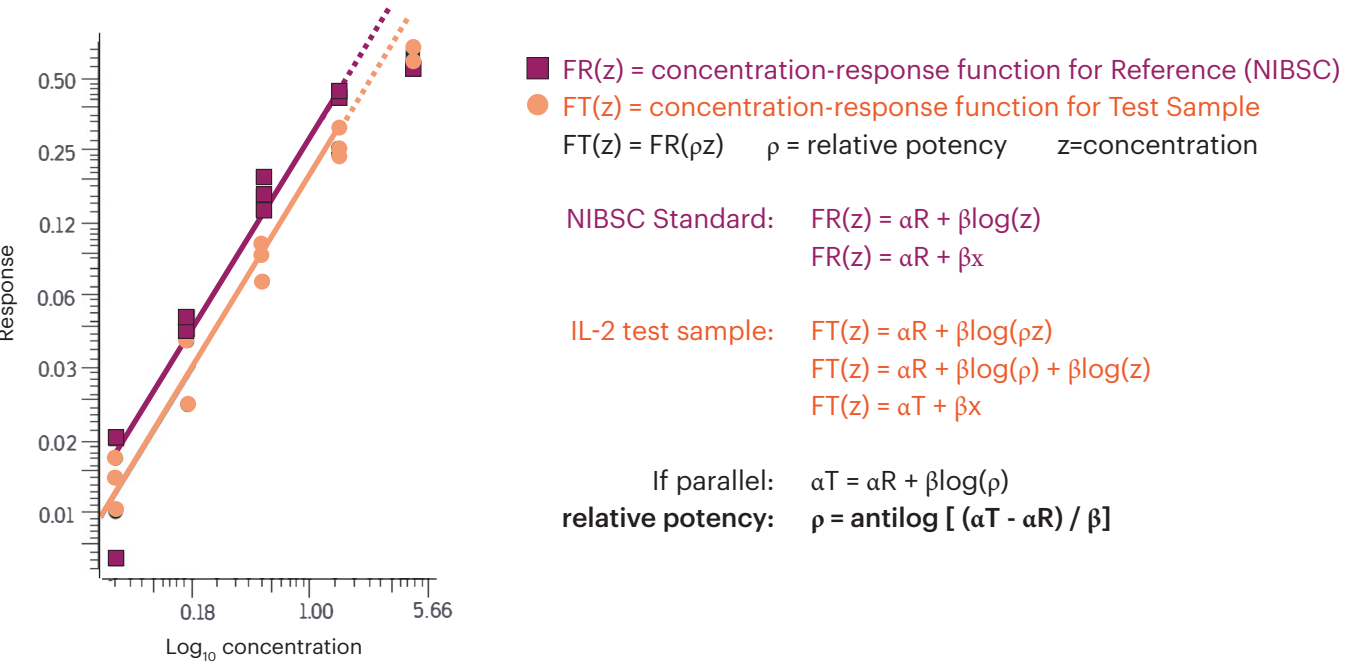 Response
0.50
0.25
0.12
0.06
0.03
0.02
0.01
0.18
1.00
5.66
Log₁₀ concentration
FR(z) = concentration-response function for Reference (NIBSC)
FT(z) = concentration-response function for Test Sample
FT(z) = FR(ρz) ρ = relative potency z=concentration
NIBSC Standard: FR(z) = αR + βlog(z)
FR(z) = αR + βx
IL-2 test sample: FT(z) = αR + βlog(ρz)
FT(z) = αR + βlog(ρ) + βlog(z)
FT(z) = αT + βx
If parallel: αT = αR + βlog(ρ)
relative potency: ρ = antilog [ (αT - αR) / β]